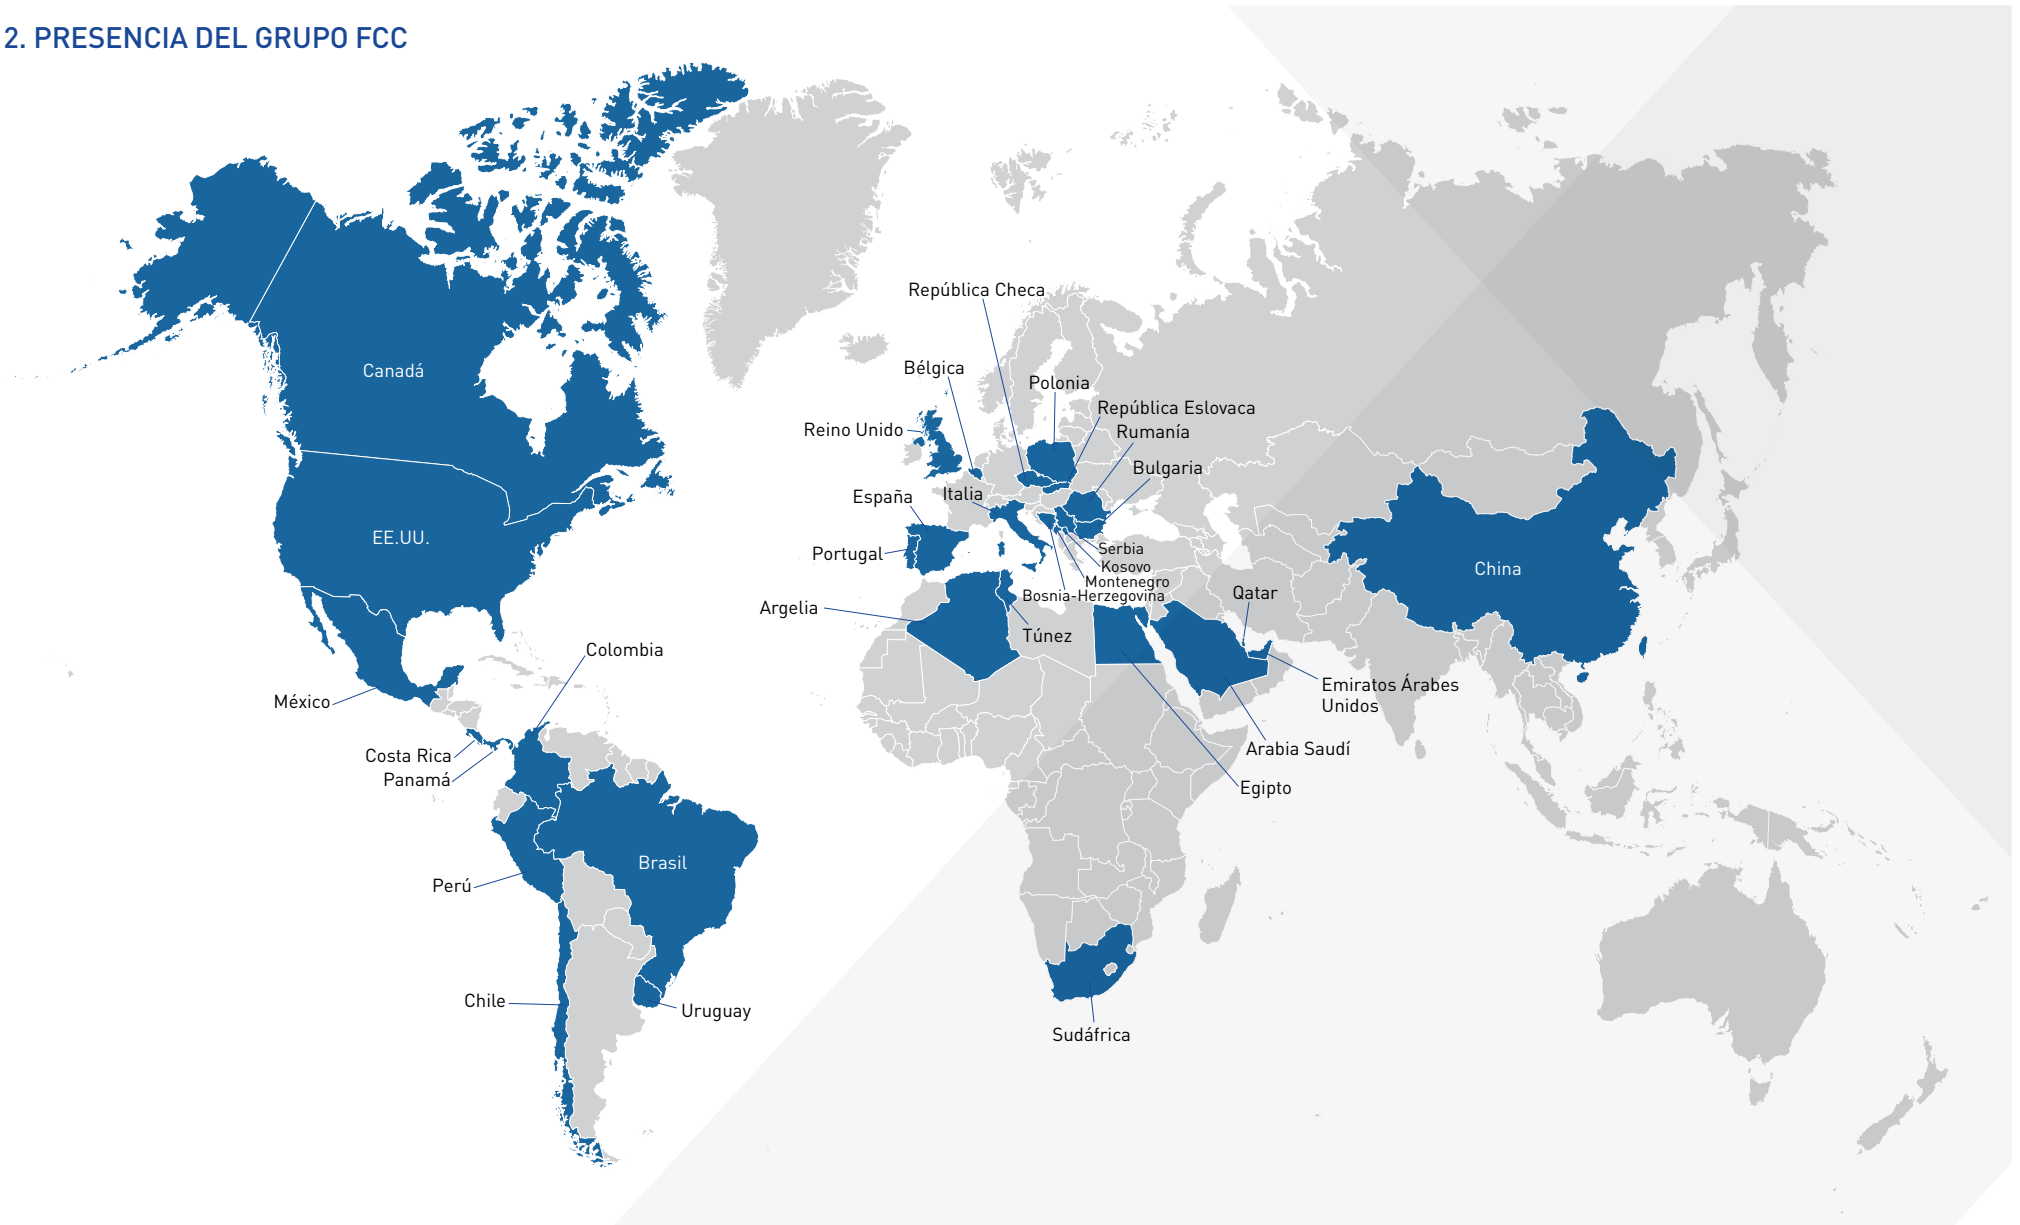 2. PRESENCIA DEL GRUPO FCC
República Checa
Bélgica
Canadá
Polonia
República Eslovaca
Reino Unido
Rumanía
Bulgaria
Italia
España
EE.UU.
Portugal
Serbia
Kosovo
China
Montenegro
Bosnia-Herzegovina
Qatar
Argelia
Túnez
Colombia
Emiratos Árabes
Unidos
México
Arabia Saudí
Costa Rica
Panamá
Egipto
Brasil
Perú
Chile
Uruguay
Sudáfrica